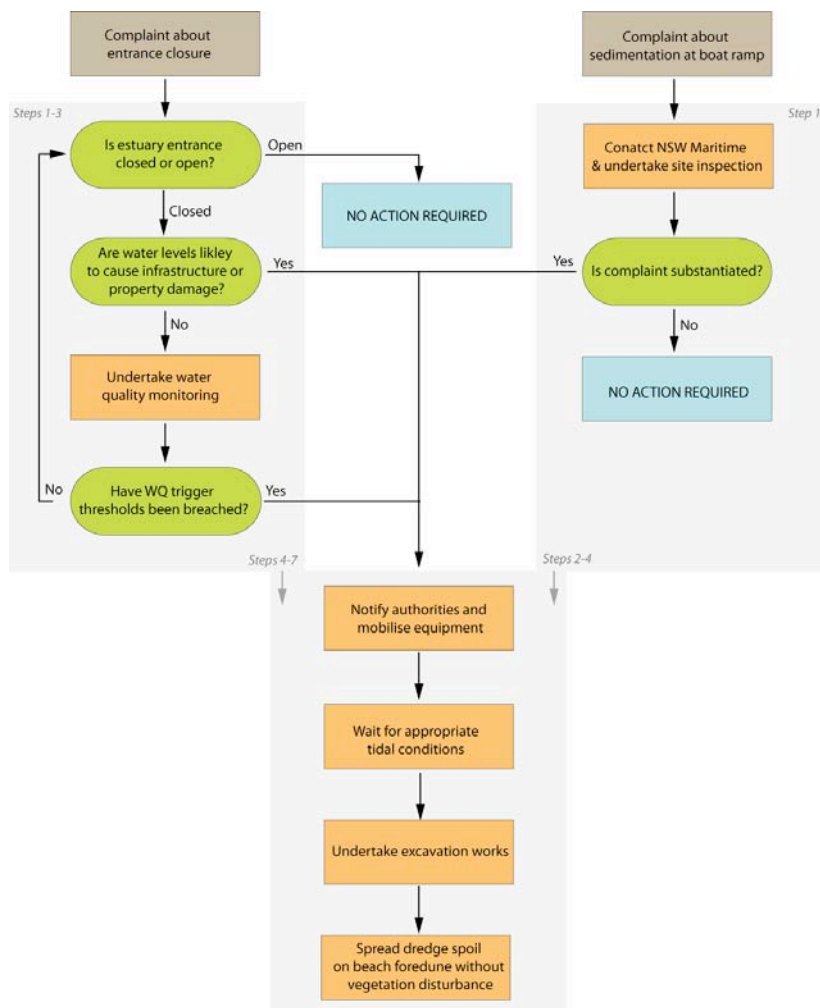 Complaint about
entrance closure
Complaint about
sedimentation at boat ramp
Steps 1-3
Step 1
Is estuary entrance
closed or open?
Open
Conatct NSW Maritime
& undertake site inspection
NO ACTION REQUIRED
Closed
Are water levels likley
to cause infrastructure or
property damage?
Yes
Yes
Is complaint substantiated?
No
No
Undertake water
quality monitoring
NO ACTION REQUIRED
No
Have WQ trigger
thresholds been breached?
Yes
Steps 4-7
Steps 2-4
Notify authorities and
mobilise equipment
Wait for appropriate
tidal conditions
Undertake excavation works
Spread dredge spoil
on beach foredune without
vegetation disturbance